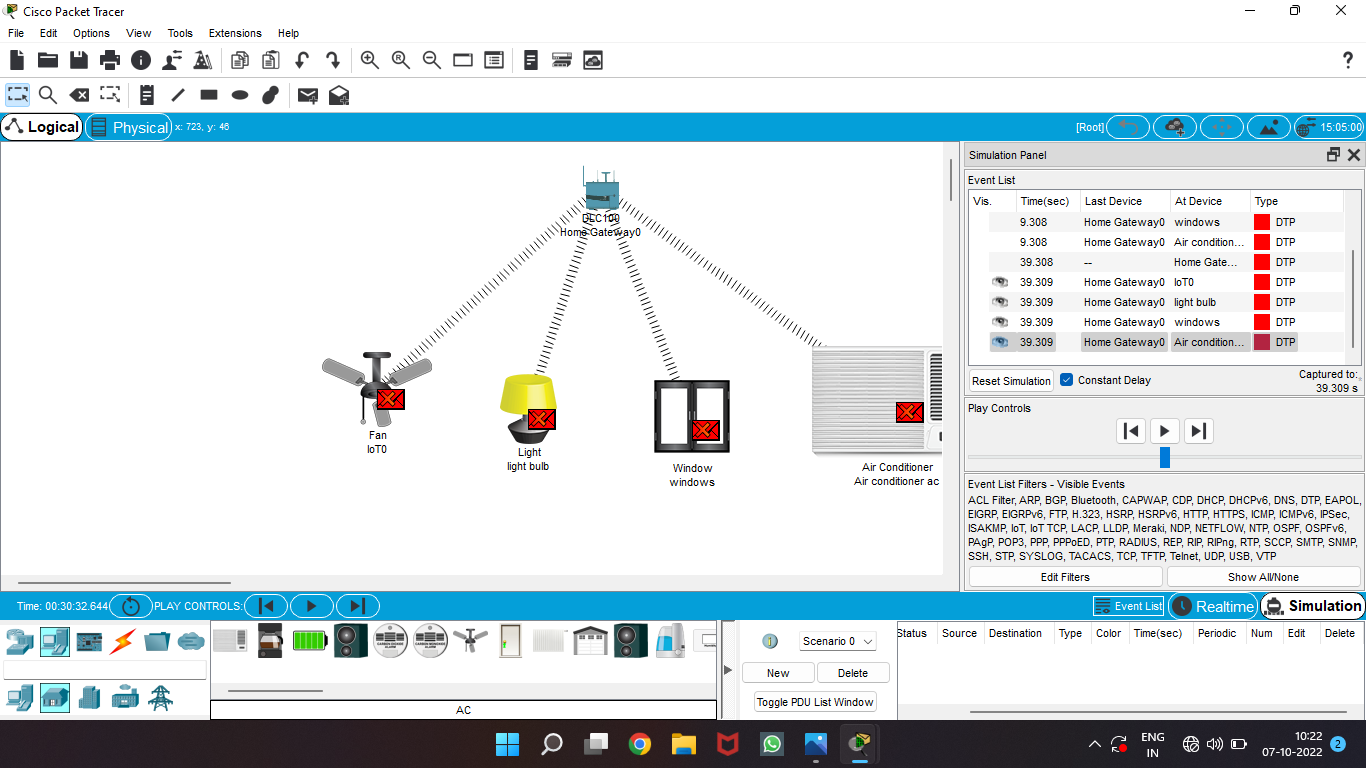 Cisco Packet Tracer
File Edit Options View Tools Extensions Help
?
Logical Physical x: 723, y: 46 [Root] 15:05:00
DLC100
Home Gateway0
Fan
IoT0
Light
light bulb
Window
windows
Air Conditioner
Air conditioner ac
Simulation Panel
Event List
Vis. Time(sec) Last Device At Device Type
9.308 Home Gateway0 windows DTP
9.308 Home Gateway0 Air condition... DTP
39.308 -- Home Gate... DTP
39.309 Home Gateway0 IoT0 DTP
39.309 Home Gateway0 light bulb DTP
39.309 Home Gateway0 windows DTP
39.309 Home Gateway0 Air condition... DTP
Reset Simulation Constant Delay Captured to:
39.309 s
Play Controls
Event List Filters - Visible Events
ACL Filter, ARP, BGP, Bluetooth, CAPWAP, CDP, DHCP, DHCPv6, DNS, DTP, EAPOL,
EIGRP, EIGRPv6, FTP, H.323, HSRP, HSRPv6, HTTP, HTTPS, ICMP, ICMPv6, IPSec,
ISAKMP, IoT, IoT TCP, LACP, LLDP, Meraki, NDP, NETFLOW, NTP, OSPF, OSPFv6,
PAgP, POP3, PPP, PPPoED, PTP, RADIUS, REP, RIP, RIPng, RTP, SCCP, SMTP, SNMP,
SSH, STP, SYSLOG, TACACS, TCP, TFTP, Telnet, UDP, USB, VTP
Edit Filters Show All/None
Time: 00:30:32.644 PLAY CONTROLS: Event List Realtime Simulation
Scenario 0
New Delete
Toggle PDU List Window
Status Source Destination Type Color Time(sec) Periodic Num Edit Delete
AC
ENG
IN
10:22
07-10-2022
2